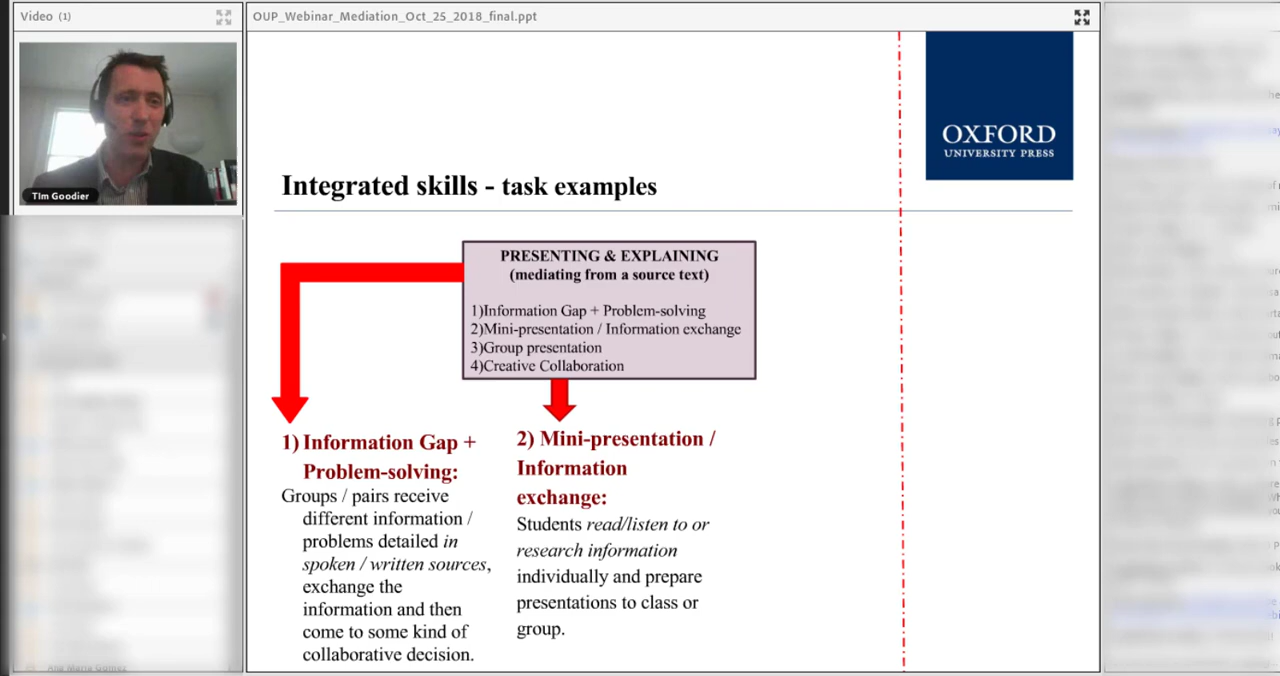 Video (1)
OUP_Webinar_Mediation_Oct_25_2018_final.ppt
TIm Goodier
OXFORD
UNIVERSITY PRESS
Integrated skills - task examples
PRESENTING & EXPLAINING
(mediating from a source text)
1)Information Gap + Problem-solving
2)Mini-presentation / Information exchange
3)Group presentation
4)Creative Collaboration
1) Information Gap +
Problem-solving:
Groups / pairs receive
different information /
problems detailed in
spoken / written sources,
exchange the
information and then
come to some kind of
collaborative decision.
2) Mini-presentation /
Information
exchange:
Students read/listen to or
research information
individually and prepare
presentations to class or
group.